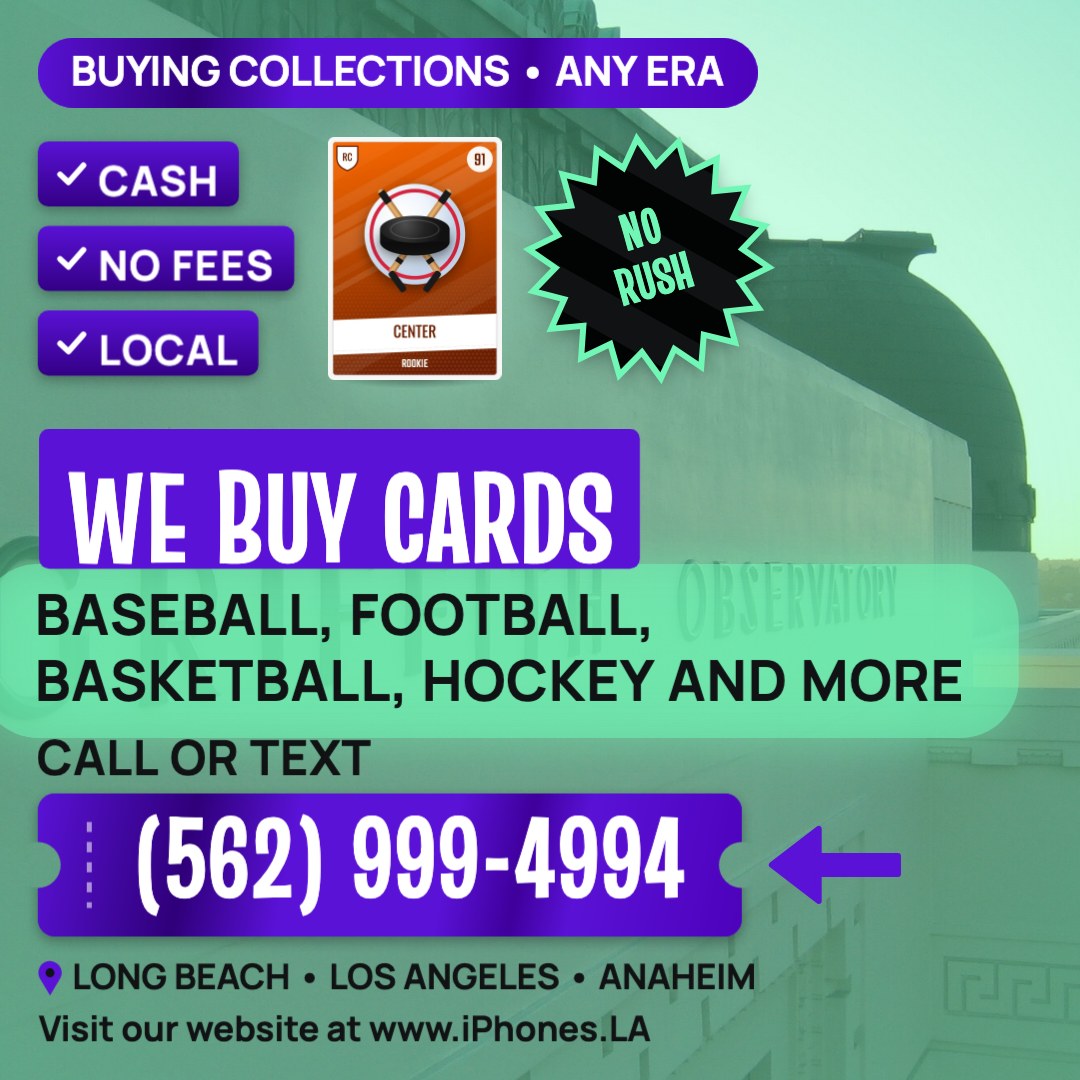 BUYING COLLECTIONS • ANY ERA
CASH
NO FEES
LOCAL
RC
91
CENTER
ROOKIE
NO
RUSH
WE BUY CARDS
GRIFFITH OBSERVATORY
BASEBALL, FOOTBALL,
BASKETBALL, HOCKEY AND MORE
CALL OR TEXT
(562) 999-4994
LONG BEACH • LOS ANGELES • ANAHEIM
Visit our website at www.iPhones.LA